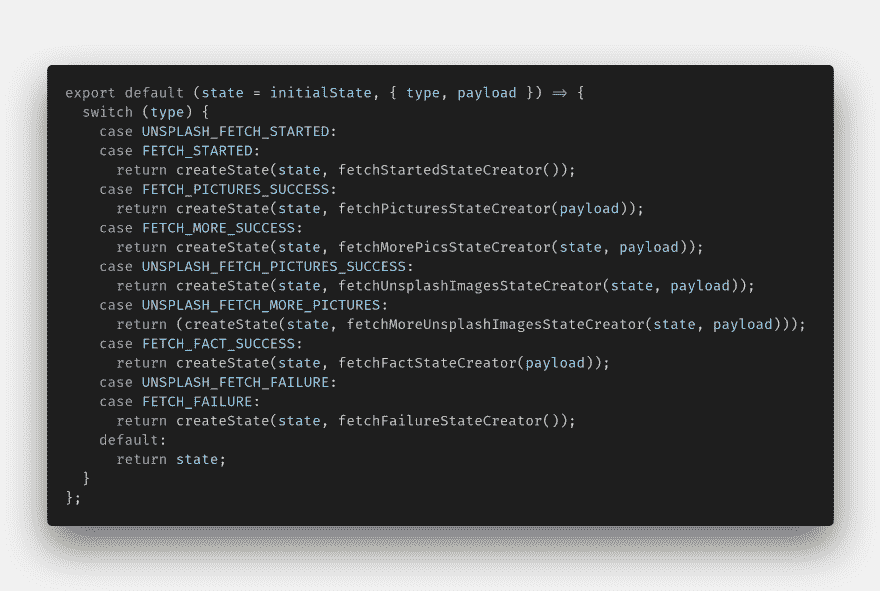 export default (state = initialState, { type, payload }) => {
  switch (type) {
    case UNSPLASH_FETCH_STARTED:
    case FETCH_STARTED:
      return createState(state, fetchStartedStateCreator());
    case FETCH_PICTURES_SUCCESS:
      return createState(state, fetchPicturesStateCreator(payload));
    case FETCH_MORE_SUCCESS:
      return createState(state, fetchMorePicsStateCreator(state, payload));
    case UNSPLASH_FETCH_PICTURES_SUCCESS:
      return createState(state, fetchUnsplashImagesStateCreator(state, payload));
    case UNSPLASH_FETCH_MORE_PICTURES:
      return (createState(state, fetchMoreUnsplashImagesStateCreator(state, payload)));
    case FETCH_FACT_SUCCESS:
      return createState(state, fetchFactStateCreator(payload));
    case UNSPLASH_FETCH_FAILURE:
    case FETCH_FAILURE:
      return createState(state, fetchFailureStateCreator());
    default:
      return state;
  }
};